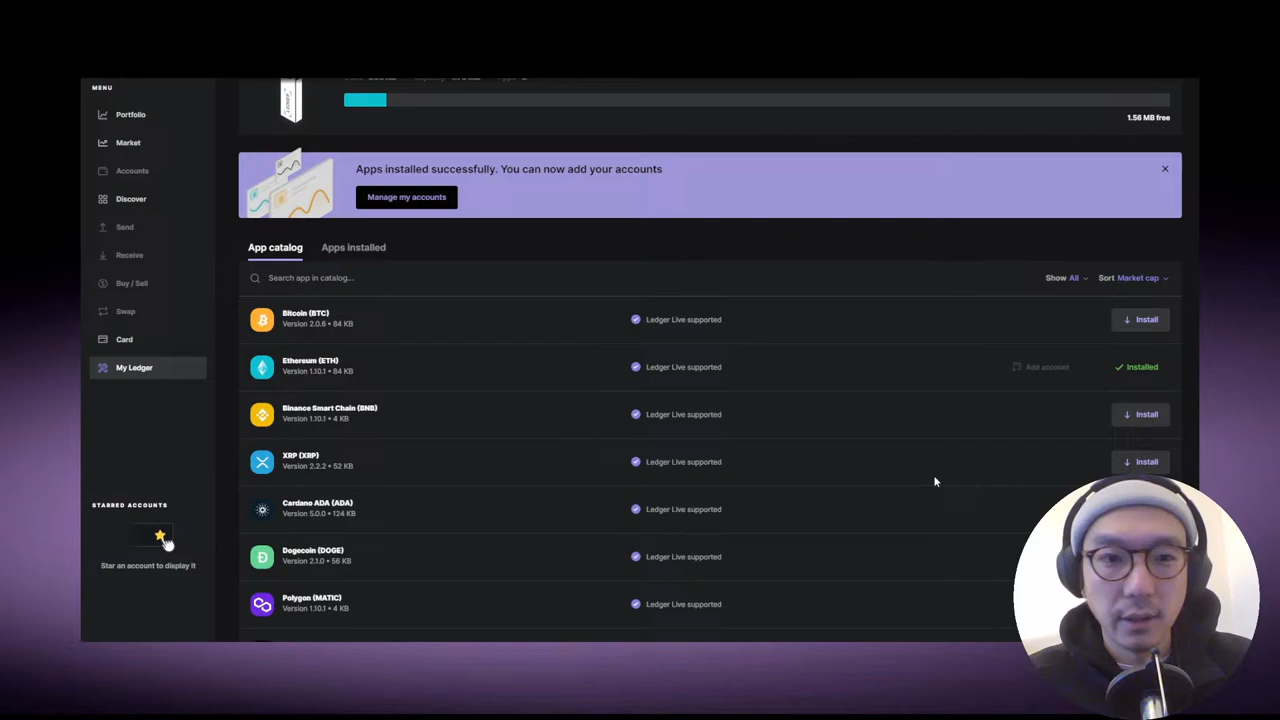 MENU
Portfolio
Market
Accounts
Discover
Send
Receive
Buy / Sell
Swap
Card
My Ledger
STARRED ACCOUNTS
Star an account to display it
1.56 MB free
Apps installed successfully. You can now add your accounts
Manage my accounts
App catalog Apps installed
Search app in catalog... Show All Sort Market cap
Bitcoin (BTC)
Version 2.0.6 • 84 KB
Ledger Live supported
Install
Ethereum (ETH)
Version 1.10.1 • 84 KB
Ledger Live supported
Add account
Installed
Binance Smart Chain (BNB)
Version 1.10.1 • 4 KB
Ledger Live supported
Install
XRP (XRP)
Version 2.2.2 • 52 KB
Ledger Live supported
Install
Cardano ADA (ADA)
Version 5.0.0 • 124 KB
Ledger Live supported
Dogecoin (DOGE)
Version 2.1.0 • 56 KB
Ledger Live supported
Polygon (MATIC)
Version 1.10.1 • 4 KB
Ledger Live supported